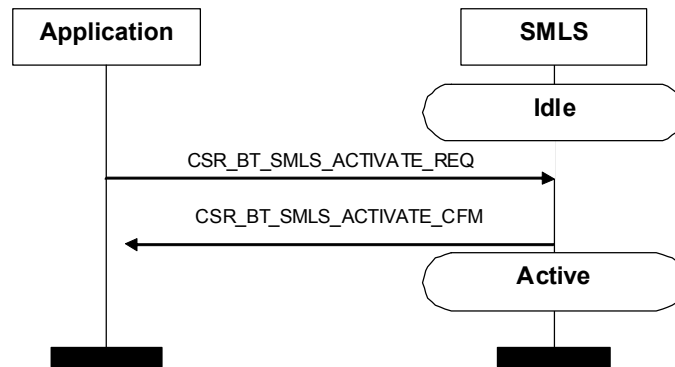 Application
SMLS
Idle
CSR_BT_SMLS_ACTIVATE_REQ
CSR_BT_SMLS_ACTIVATE_CFM
Active